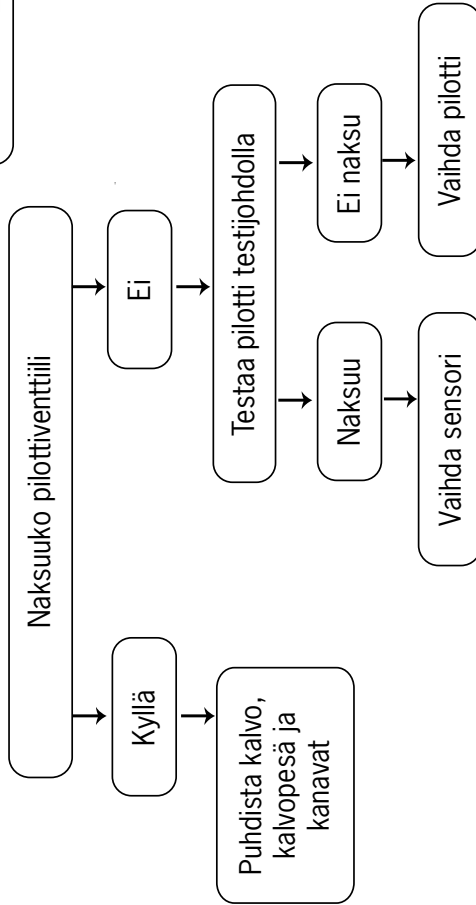 Naksuuko pilottiventtiili
Kyllä
Ei
Puhdista kalvo,
kalvopesä ja
kanavat
Testaa pilotti testijohdolla
Naksuu
Ei naksu
Vaihda sensori
Vaihda pilotti